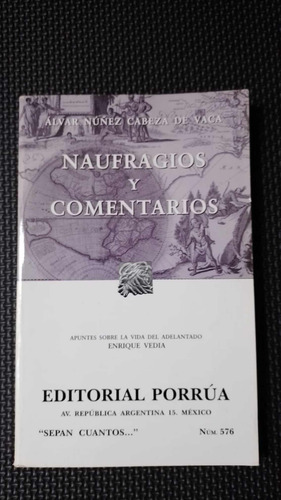 ÁLVAR NÚÑEZ CABEZA DE VACA
NAUFRAGIOS
Y
COMENTARIOS
APUNTES SOBRE LA VIDA DEL ADELANTADO
ENRIQUE VEDIA
EDITORIAL PORRÚA
AV. REPÚBLICA ARGENTINA 15. MÉXICO
"SEPAN CUANTOS..." NÚM. 576